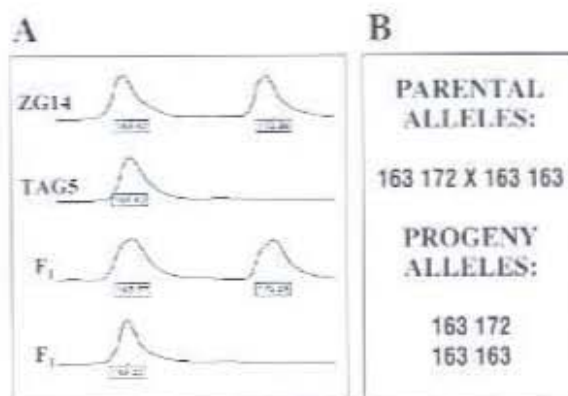 A
ZG14
TAG5
F₁
F₁
B
PARENTAL
ALLELES:
163 172 X 163 163
PROGENY
ALLELES:
163 172
163 163